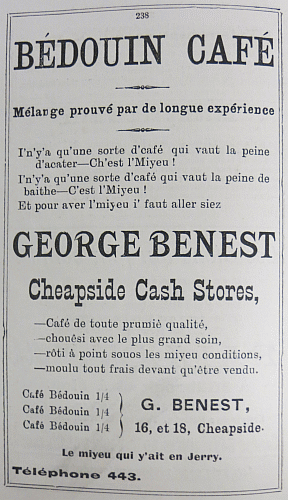 238
BÉDOUIN CAFÉ
Mélange prouvé par de longue expérience
I'n'y'a qu'une sorte d'café qui vaut la peine
d'acater—Ch'est l'Miyeu !
I'n'y'a qu'une sorte d'café qui vaut la peine de
baithe—C'est l'Miyeu !
Et pour aver l'miyeu i' faut aller siez
GEORGE BENEST
Cheapside Cash Stores,
—Café de toute prumiè qualité,
—chouési avec le plus grand soin,
—rôti à point souos les miyeu conditions,
—moulu tout frais devant qu'être vendu.
Café Bédouin 1/4
Café Bédouin 1/4
Café Bédouin 1/4
G. BENEST,
16, et 18, Cheapside.
Le miyeu qui y'ait en Jerry.
Téléphone 443.